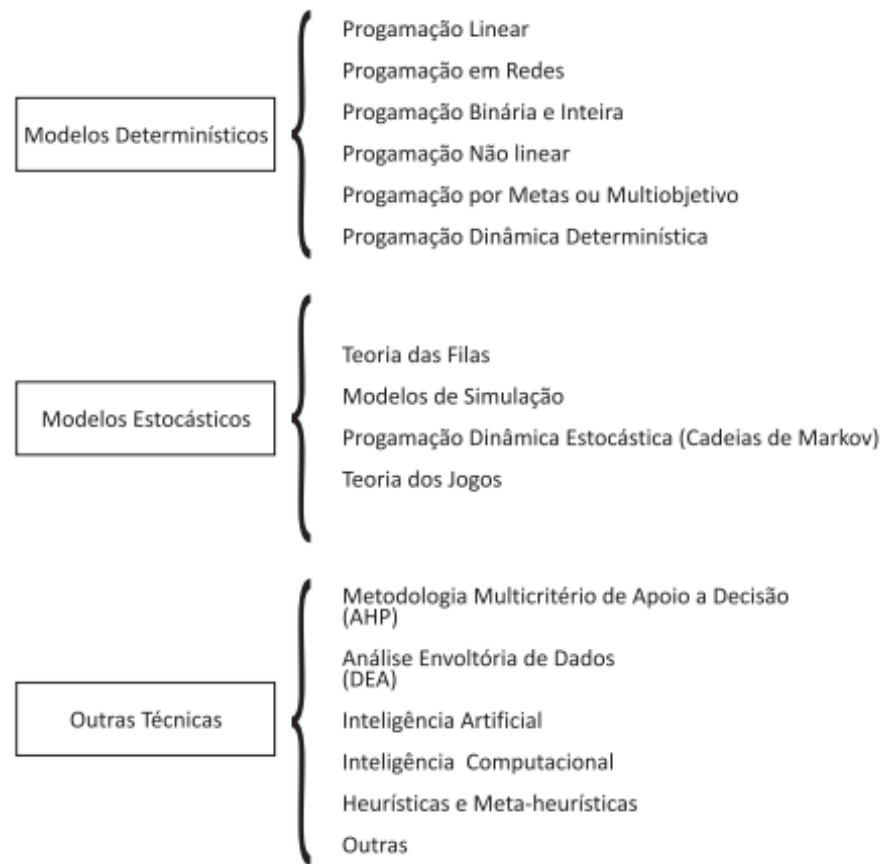 Modelos Determinísticos
Progamação Linear
Progamação em Redes
Progamação Binária e Inteira
Progamação Não linear
Progamação por Metas ou Multiobjetivo
Progamação Dinâmica Determinística
Modelos Estocásticos
Teoria das Filas
Modelos de Simulação
Progamação Dinâmica Estocástica (Cadeias de Markov)
Teoria dos Jogos
Outras Técnicas
Metodologia Multicritério de Apoio a Decisão
(AHP)
Análise Envoltória de Dados
(DEA)
Inteligência Artificial
Inteligência Computacional
Heurísticas e Meta-heurísticas
Outras